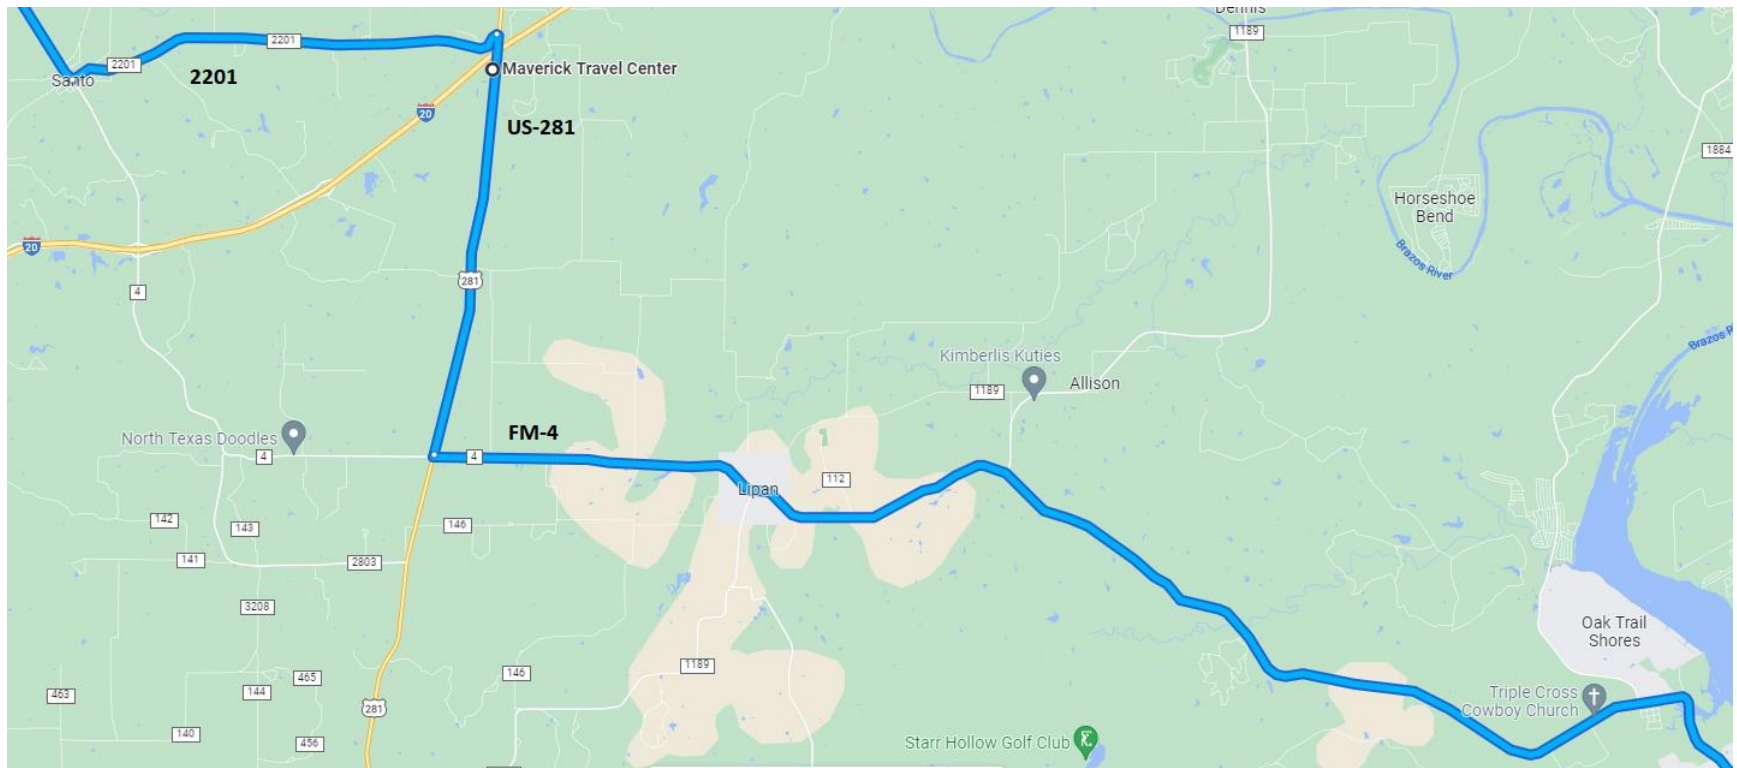 Dennis
1189
2201
2201
Santo
2201
Maverick Travel Center
20
US-281
1884
Horseshoe
Bend
Brazos River
20
281
4
Brazos R
Kimberlis Kuties
1189
Allison
North Texas Doodles
4
FM-4
4
Lipan
112
142
143
146
141
2803
3208
Oak Trail
Shores
1189
146
465
463
144
281
Triple Cross
Cowboy Church
140
456
Starr Hollow Golf Club